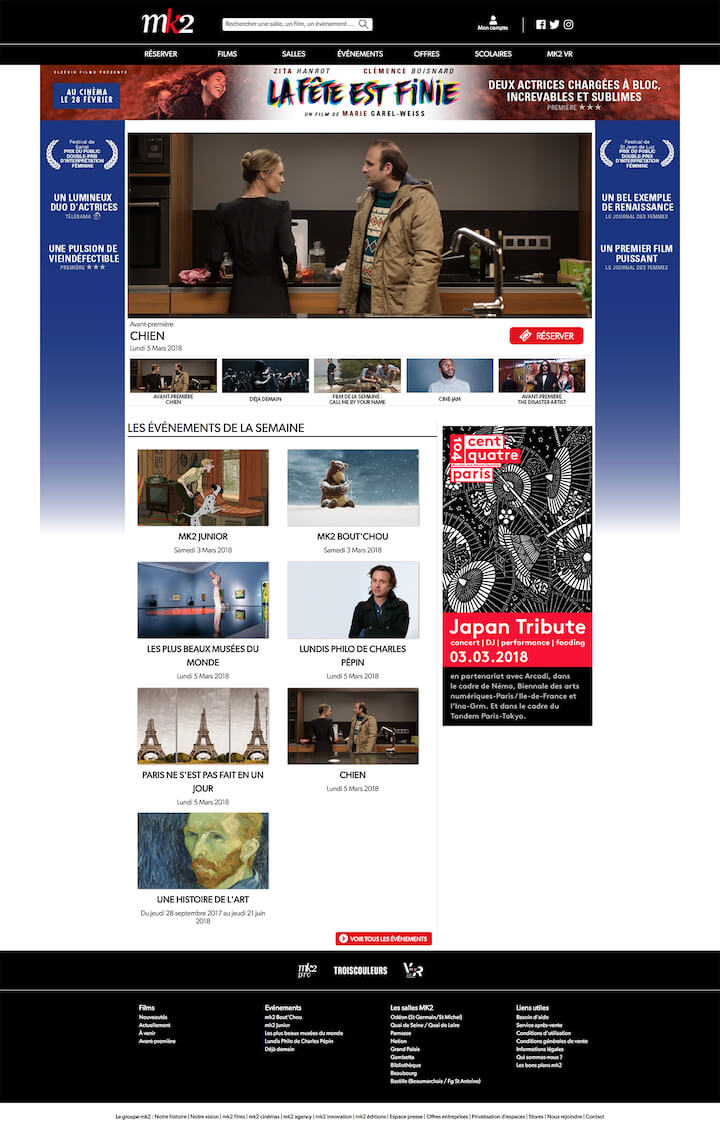 mk2
Rechercher une salle, un film, un évènement ...
Mon compte
RÉSERVER FILMS SALLES ÉVÉNEMENTS OFFRES SCOLAIRES MK2 VR
ELZÉVIR FILMS PRÉSENTE
AU CINÉMA
LE 28 FÉVRIER
ZITA HANROT CLÉMENCE BOISNARD
LA FÊTE EST FINIE
UN FILM DE MARIE GAREL-WEISS
DEUX ACTRICES CHARGÉES À BLOC,
INCREVABLES ET SUBLIMES
PREMIÈRE ★★★
Festival de
Sarlat
PRIX DU PUBLIC
DOUBLE-PRIX
D'INTERPRÉTATION
FÉMININE
UN LUMINEUX
DUO D'ACTRICES
TÉLÉRAMA
UNE PULSION DE
VIEINDÉFECTIBLE
PREMIÈRE ★★★
Festival de
St Jean de Luz
PRIX DU PUBLIC
DOUBLE-PRIX
D'INTERPRÉTATION
FÉMININE
UN BEL EXEMPLE
DE RENAISSANCE
LE JOURNAL DES FEMMES
UN PREMIER FILM
PUISSANT
LE JOURNAL DES FEMMES
Avant-première
CHIEN
Lundi 5 Mars 2018
RÉSERVER
AVANT-PREMIÈRE
CHIEN
DÉJÀ DEMAIN
FILM DE LA SEMAINE :
CALL ME BY YOUR NAME
CINÉ-JAM
AVANT-PREMIÈRE
THE DISASTER ARTIST
LES ÉVÉNEMENTS DE LA SEMAINE
MK2 JUNIOR
Samedi 3 Mars 2018
MK2 BOUT'CHOU
Samedi 3 Mars 2018
LES PLUS BEAUX MUSÉES DU
MONDE
Lundi 5 Mars 2018
LUNDIS PHILO DE CHARLES
PÉPIN
Lundi 5 Mars 2018
PARIS NE S'EST PAS FAIT EN UN
JOUR
Lundi 5 Mars 2018
CHIEN
Lundi 5 Mars 2018
UNE HISTOIRE DE L'ART
Du jeudi 28 septembre 2017 au jeudi 21 juin
2018
VOIR TOUS LES ÉVÉNEMENTS
104
cent
quatre
paris
Japan Tribute
concert | DJ | performance | fooding
03.03.2018
en partenariat avec Arcadi, dans
le cadre de Némo, Biennale des arts
numériques-Paris/Ile-de-France et
l'Ina-Grm. Et dans le cadre du
Tandem Paris-Tokyo.
mk2
pro
TROISCOULEURS
VR
Films
Nouveautés
Actuellement
À venir
Avant-première
Evénements
mk2 Bout'Chou
mk2 Junior
Les plus beaux musées du monde
Lundis Philo de Charles Pépin
Déjà-demain
Les salles MK2
Odéon (St Germain/St Michel)
Quai de Seine / Quai de Loire
Parnasse
Nation
Grand Palais
Gambetta
Bibliothèque
Beaubourg
Bastille (Beaumarchais / Fg St Antoine)
Liens utiles
Besoin d'aide
Service après-vente
Conditions d'utilisation
Conditions générales de vente
Informations légales
Qui sommes-nous ?
Les bons plans mk2
Le groupe mk2 : Notre histoire | Notre vision | mk2 films | mk2 cinémas | mk2 agency | mk2 innovation | mk2 éditions | Espace presse | Offres entreprises | Privatisation d'espaces | Stores | Nous rejoindre | Contact